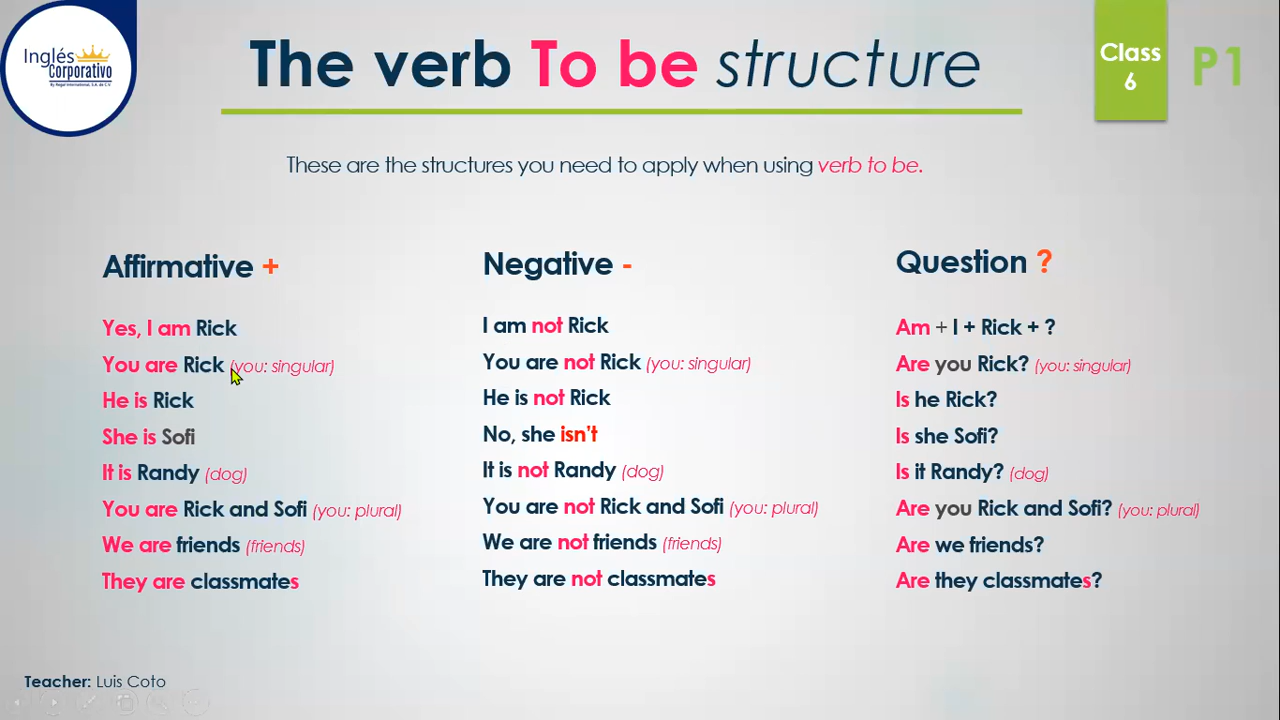 Inglés
Corporativo
By Regal International, S.A. de C.V.
The verb To be structure
Class
6
P1
These are the structures you need to apply when using verb to be.
Affirmative +
Yes, I am Rick
You are Rick (you: singular)
He is Rick
She is Sofi
It is Randy (dog)
You are Rick and Sofi (you: plural)
We are friends (friends)
They are classmates
Negative -
I am not Rick
You are not Rick (you: singular)
He is not Rick
No, she isn't
It is not Randy (dog)
You are not Rick and Sofi (you: plural)
We are not friends (friends)
They are not classmates
Question ?
Am + I + Rick + ?
Are you Rick? (you: singular)
Is he Rick?
Is she Sofi?
Is it Randy? (dog)
Are you Rick and Sofi? (you: plural)
Are we friends?
Are they classmates?
Teacher: Luis Coto